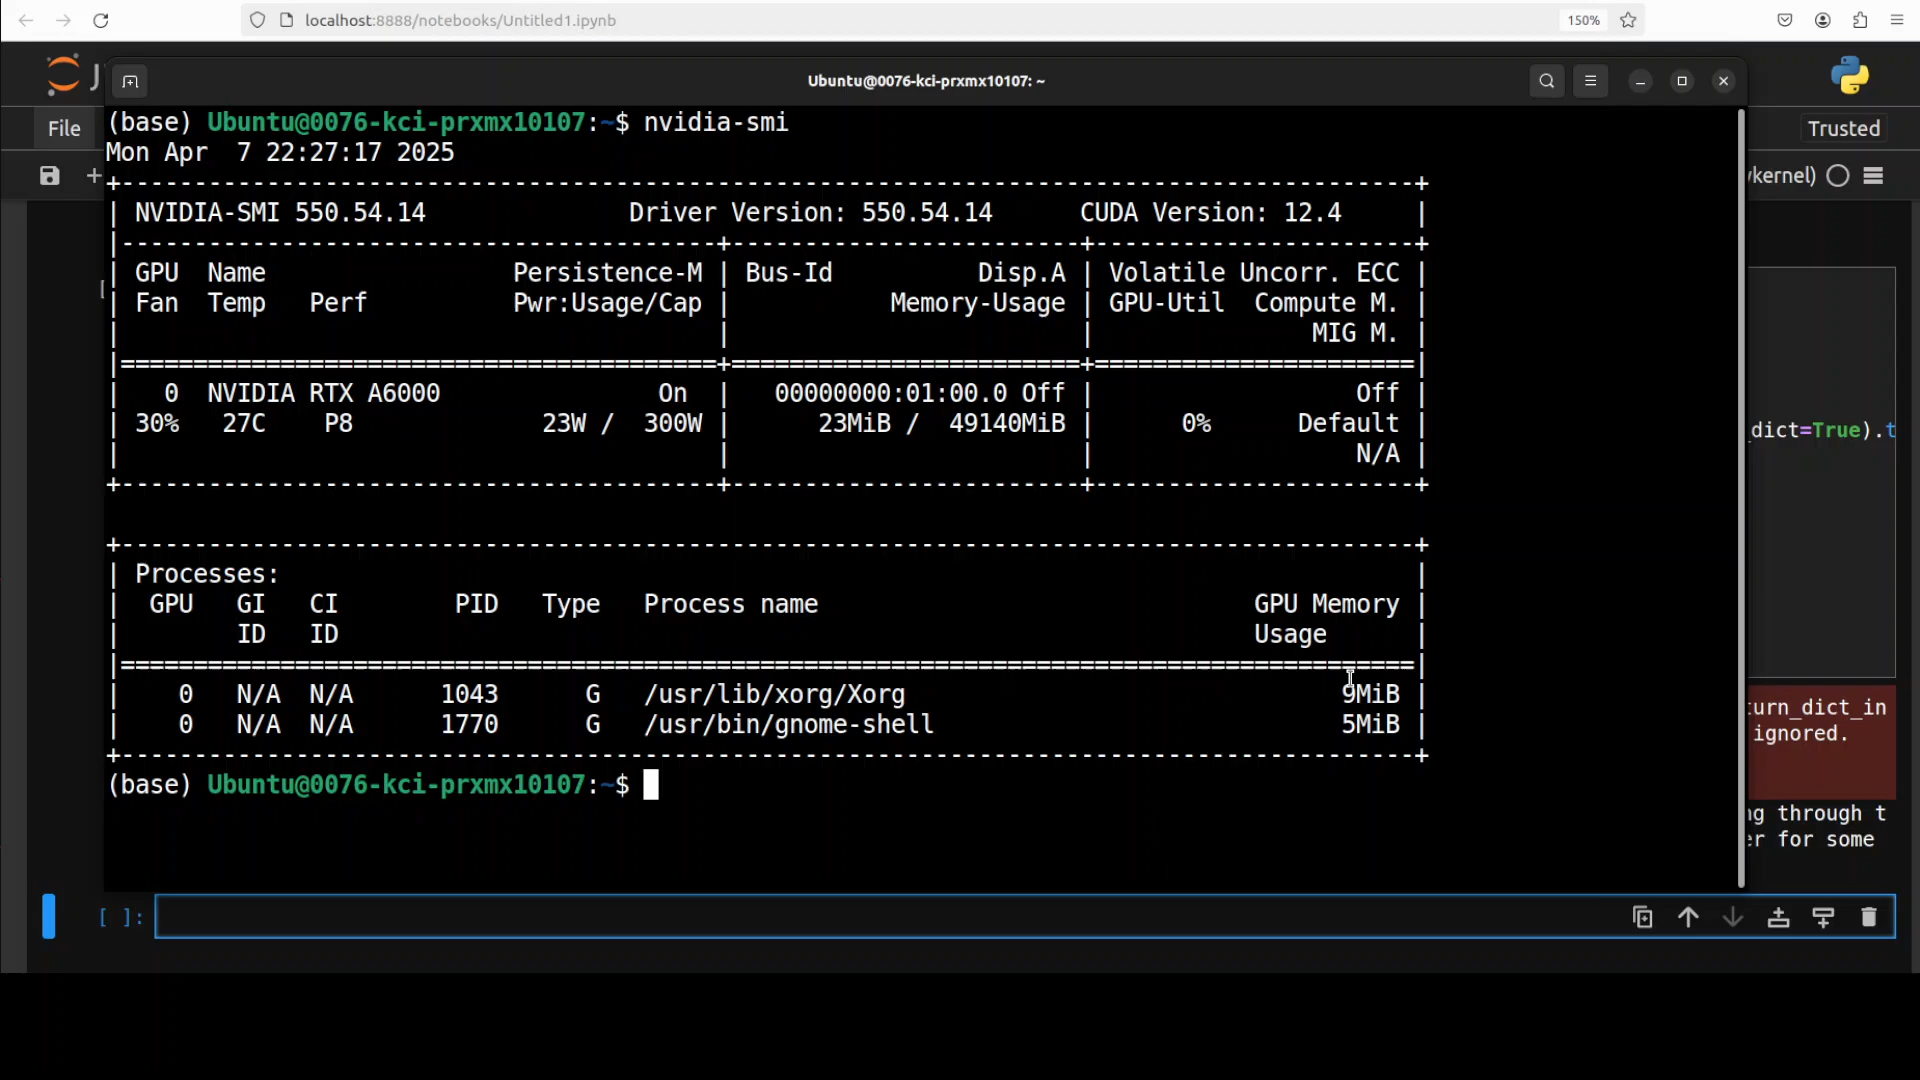 localhost:8888/notebooks/Untitled1.ipynb
150%
Ubuntu@0076-kci-prxmx10107: ~
J
File
Trusted
(base) Ubuntu@0076-kci-prxmx10107:~$ nvidia-smi
Mon Apr  7 22:27:17 2025
+-----------------------------------------------------------------------------------------+
| NVIDIA-SMI 550.54.14              Driver Version: 550.54.14      CUDA Version: 12.4     |
|-----------------------------------------+------------------------+----------------------+
| GPU  Name                 Persistence-M | Bus-Id          Disp.A | Volatile Uncorr. ECC |
| Fan  Temp   Perf          Pwr:Usage/Cap |           Memory-Usage | GPU-Util  Compute M. |
|                                         |                        |               MIG M. |
|=========================================+========================+======================|
|   0  NVIDIA RTX A6000               On  |   00000000:01:00.0 Off |                  Off |
| 30%   27C    P8              23W /  300W |      23MiB /  49140MiB |      0%      Default |
|                                         |                        |                  N/A |
+-----------------------------------------+------------------------+----------------------+
+-----------------------------------------------------------------------------------------+
| Processes:                                                                              |
|  GPU   GI   CI        PID   Type   Process name                              GPU Memory |
|        ID   ID                                                               Usage      |
|=========================================================================================|
|    0   N/A  N/A      1043      G   /usr/lib/xorg/Xorg                              9MiB |
|    0   N/A  N/A      1770      G   /usr/bin/gnome-shell                            5MiB |
+-----------------------------------------------------------------------------------------+
(base) Ubuntu@0076-kci-prxmx10107:~$
kernel)
dict=True).t
turn_dict_in
ignored.
ng through t
er for some
[ ]: